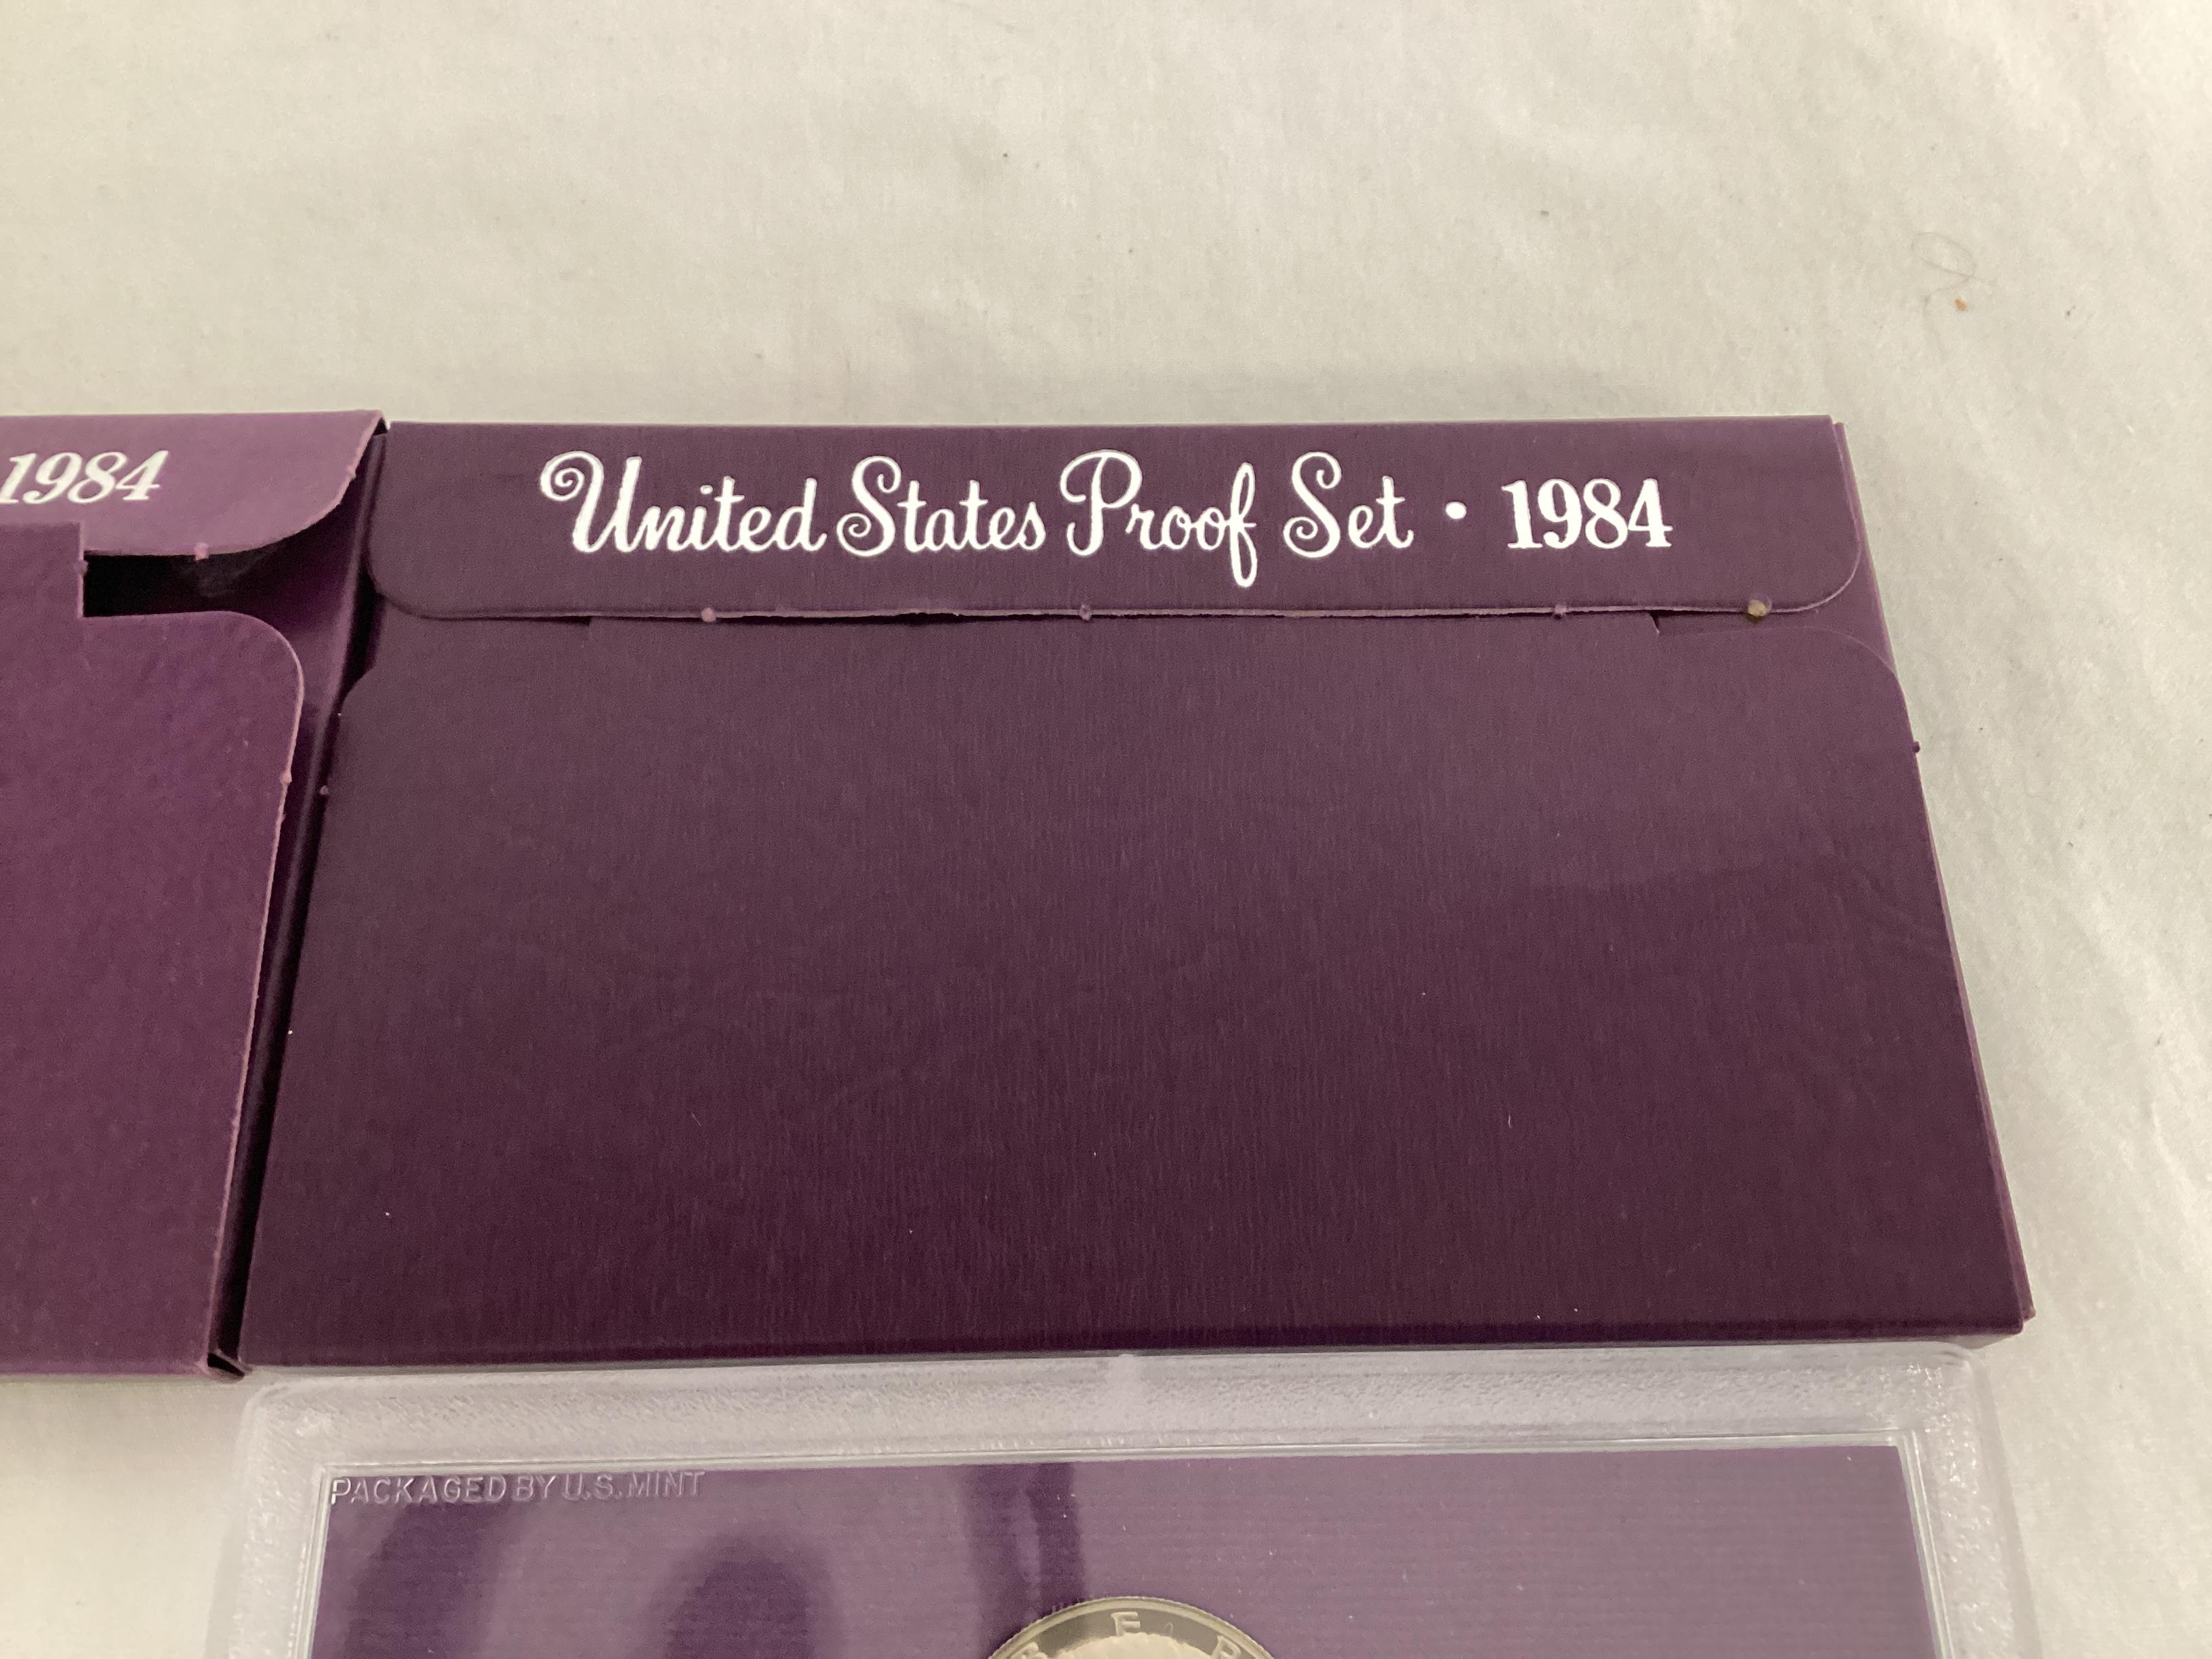 1984
United States Proof Set • 1984
PACKAGED BY U.S. MINT